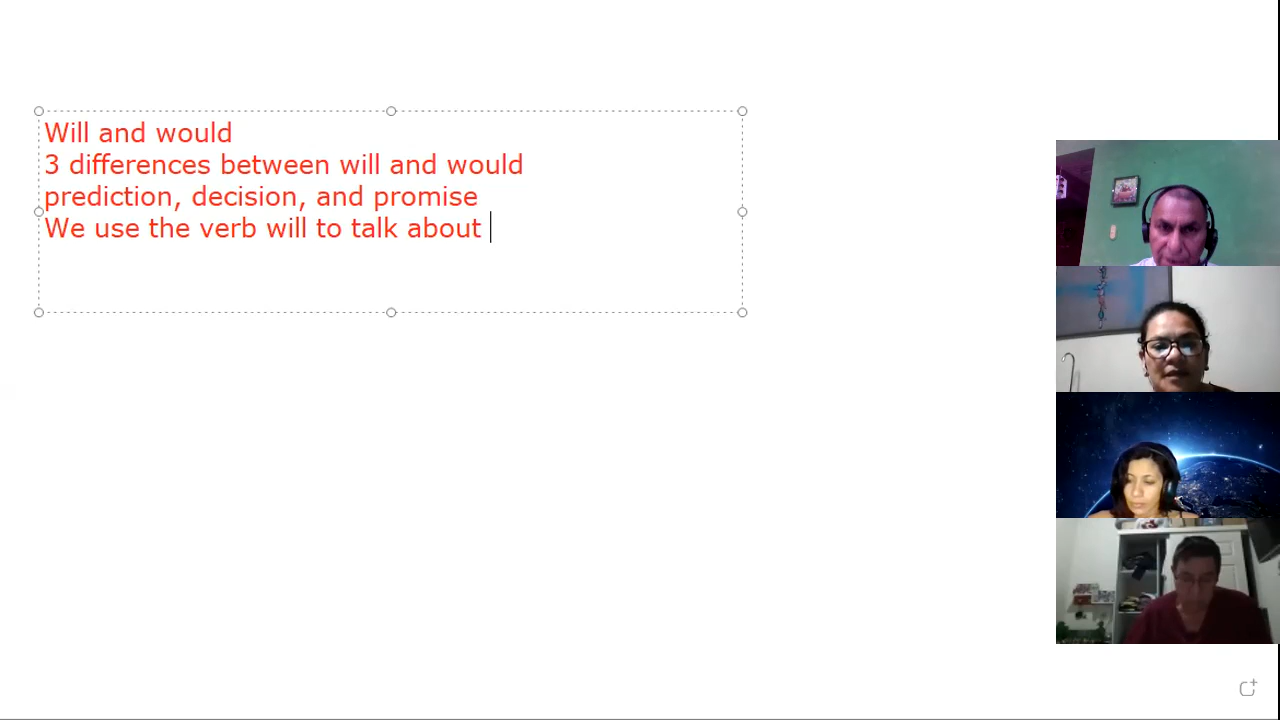 Will and would
3 differences between will and would
prediction, decision, and promise
We use the verb will to talk about